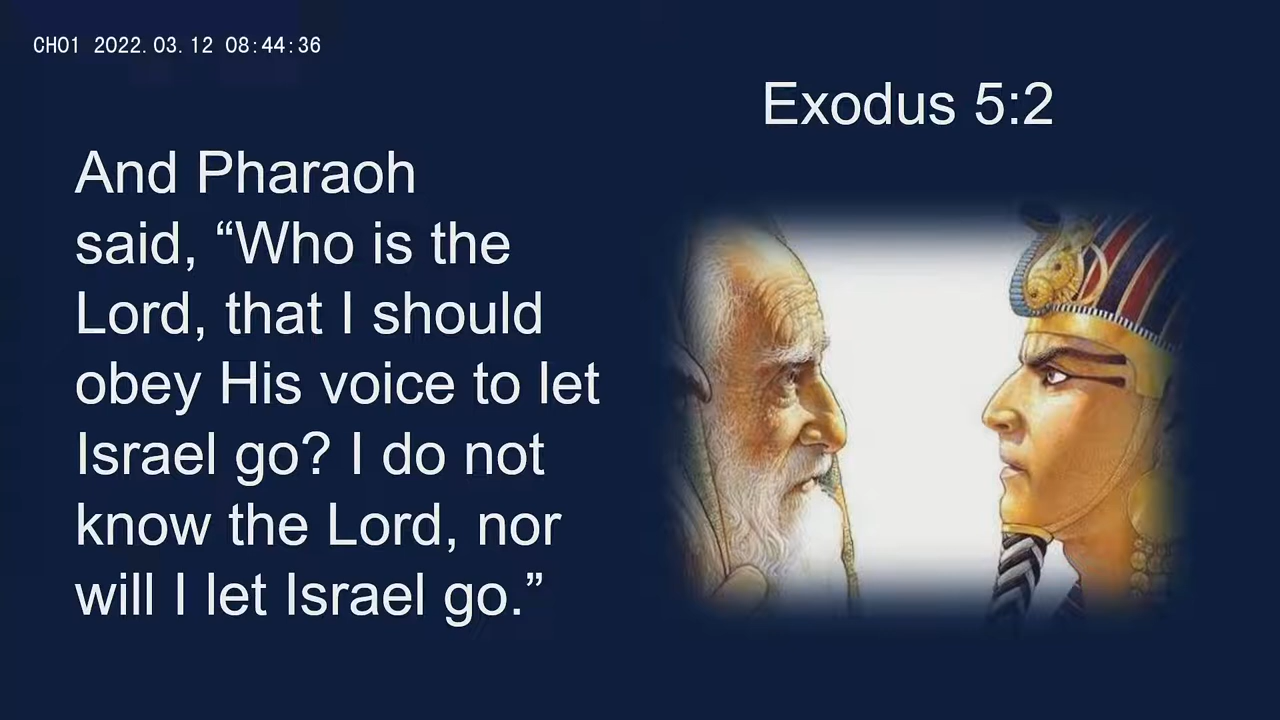 CH01 2022.03.12 08:44:36
Exodus 5:2
And Pharaoh
said, “Who is the
Lord, that I should
obey His voice to let
Israel go? I do not
know the Lord, nor
will I let Israel go.”